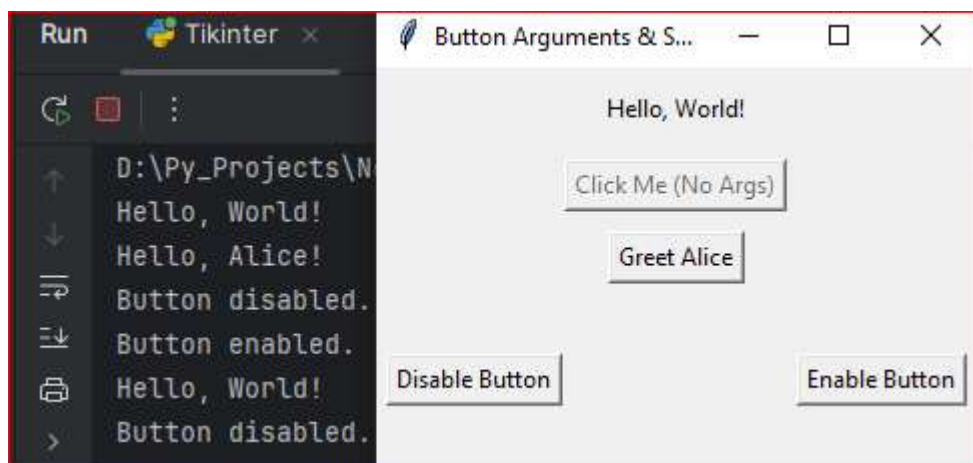 Run Tikinter
D:\Py_Projects\N
Hello, World!
Hello, Alice!
Button disabled.
Button enabled.
Hello, World!
Button disabled.
Button Arguments & S...
Hello, World!
Click Me (No Args)
Greet Alice
Disable Button Enable Button